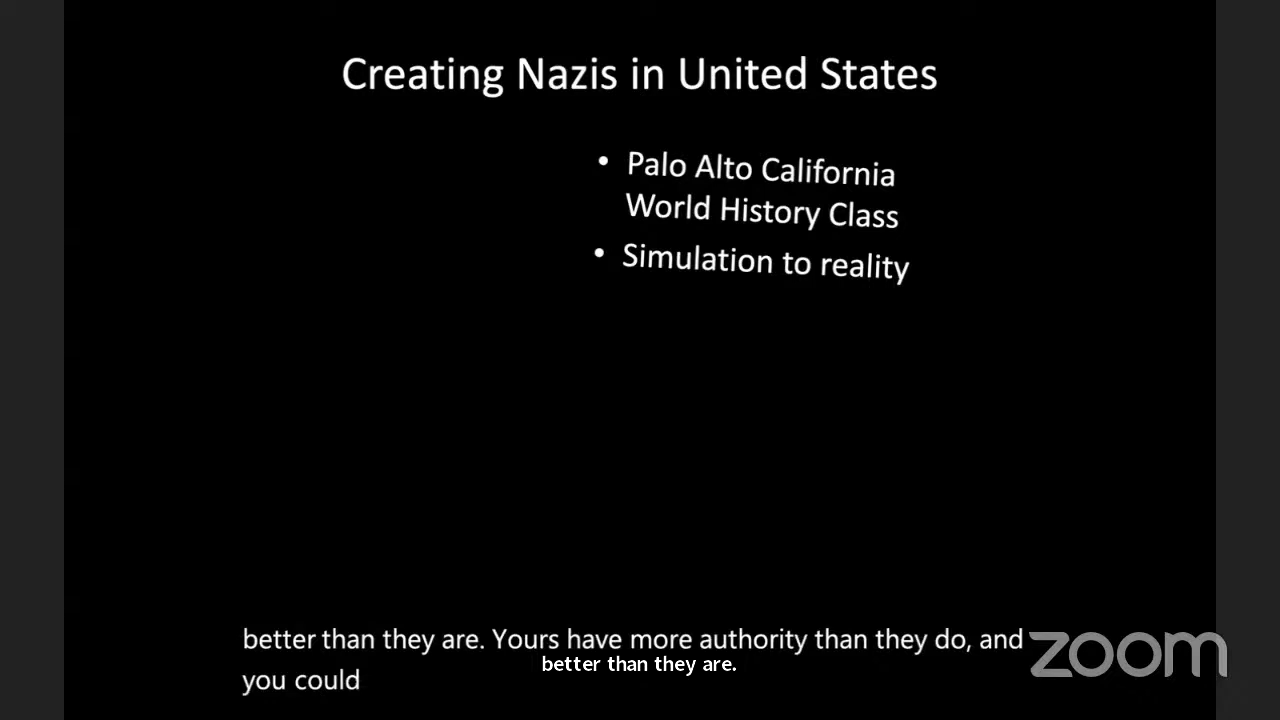 Creating Nazis in United States
• Palo Alto California
World History Class
• Simulation to reality
better than they are. Yours have more authority than they do, and
you could
better than they are.
zoom